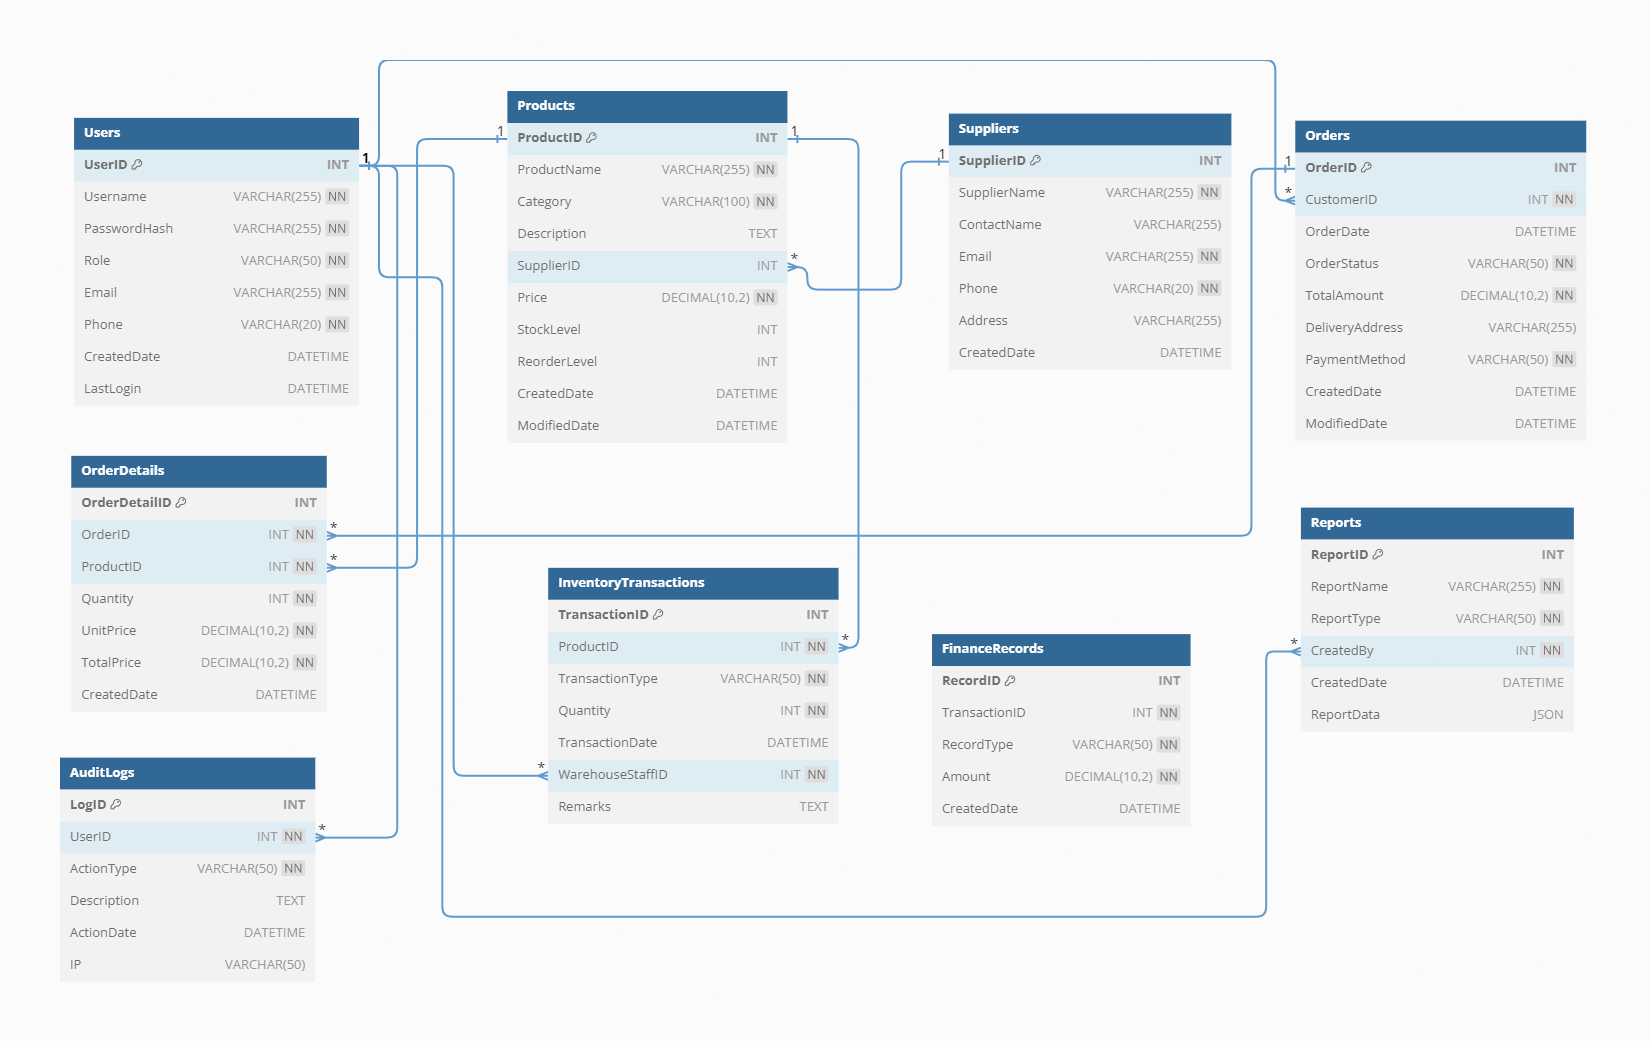 Users
UserID INT
Username VARCHAR(255) NN
PasswordHash VARCHAR(255) NN
Role VARCHAR(50) NN
Email VARCHAR(255) NN
Phone VARCHAR(20) NN
CreatedDate DATETIME
LastLogin DATETIME
1
Products
1 ProductID INT 1
ProductName VARCHAR(255) NN
Category VARCHAR(100) NN
Description TEXT
SupplierID INT *
Price DECIMAL(10,2) NN
StockLevel INT
ReorderLevel INT
CreatedDate DATETIME
ModifiedDate DATETIME
Suppliers
1 SupplierID INT
SupplierName VARCHAR(255) NN
ContactName VARCHAR(255)
Email VARCHAR(255) NN
Phone VARCHAR(20) NN
Address VARCHAR(255)
CreatedDate DATETIME
Orders
1 OrderID INT
* CustomerID INT NN
OrderDate DATETIME
OrderStatus VARCHAR(50) NN
TotalAmount DECIMAL(10,2) NN
DeliveryAddress VARCHAR(255)
PaymentMethod VARCHAR(50) NN
CreatedDate DATETIME
ModifiedDate DATETIME
OrderDetails
OrderDetailID INT
OrderID INT NN *
ProductID INT NN *
Quantity INT NN
UnitPrice DECIMAL(10,2) NN
TotalPrice DECIMAL(10,2) NN
CreatedDate DATETIME
InventoryTransactions
TransactionID INT
ProductID INT NN *
TransactionType VARCHAR(50) NN
Quantity INT NN
TransactionDate DATETIME
* WarehouseStaffID INT NN
Remarks TEXT
FinanceRecords
RecordID INT
TransactionID INT NN
RecordType VARCHAR(50) NN
Amount DECIMAL(10,2) NN
CreatedDate DATETIME
Reports
ReportID INT
ReportName VARCHAR(255) NN
ReportType VARCHAR(50) NN
* CreatedBy INT NN
CreatedDate DATETIME
ReportData JSON
AuditLogs
LogID INT
UserID INT NN *
ActionType VARCHAR(50) NN
Description TEXT
ActionDate DATETIME
IP VARCHAR(50)